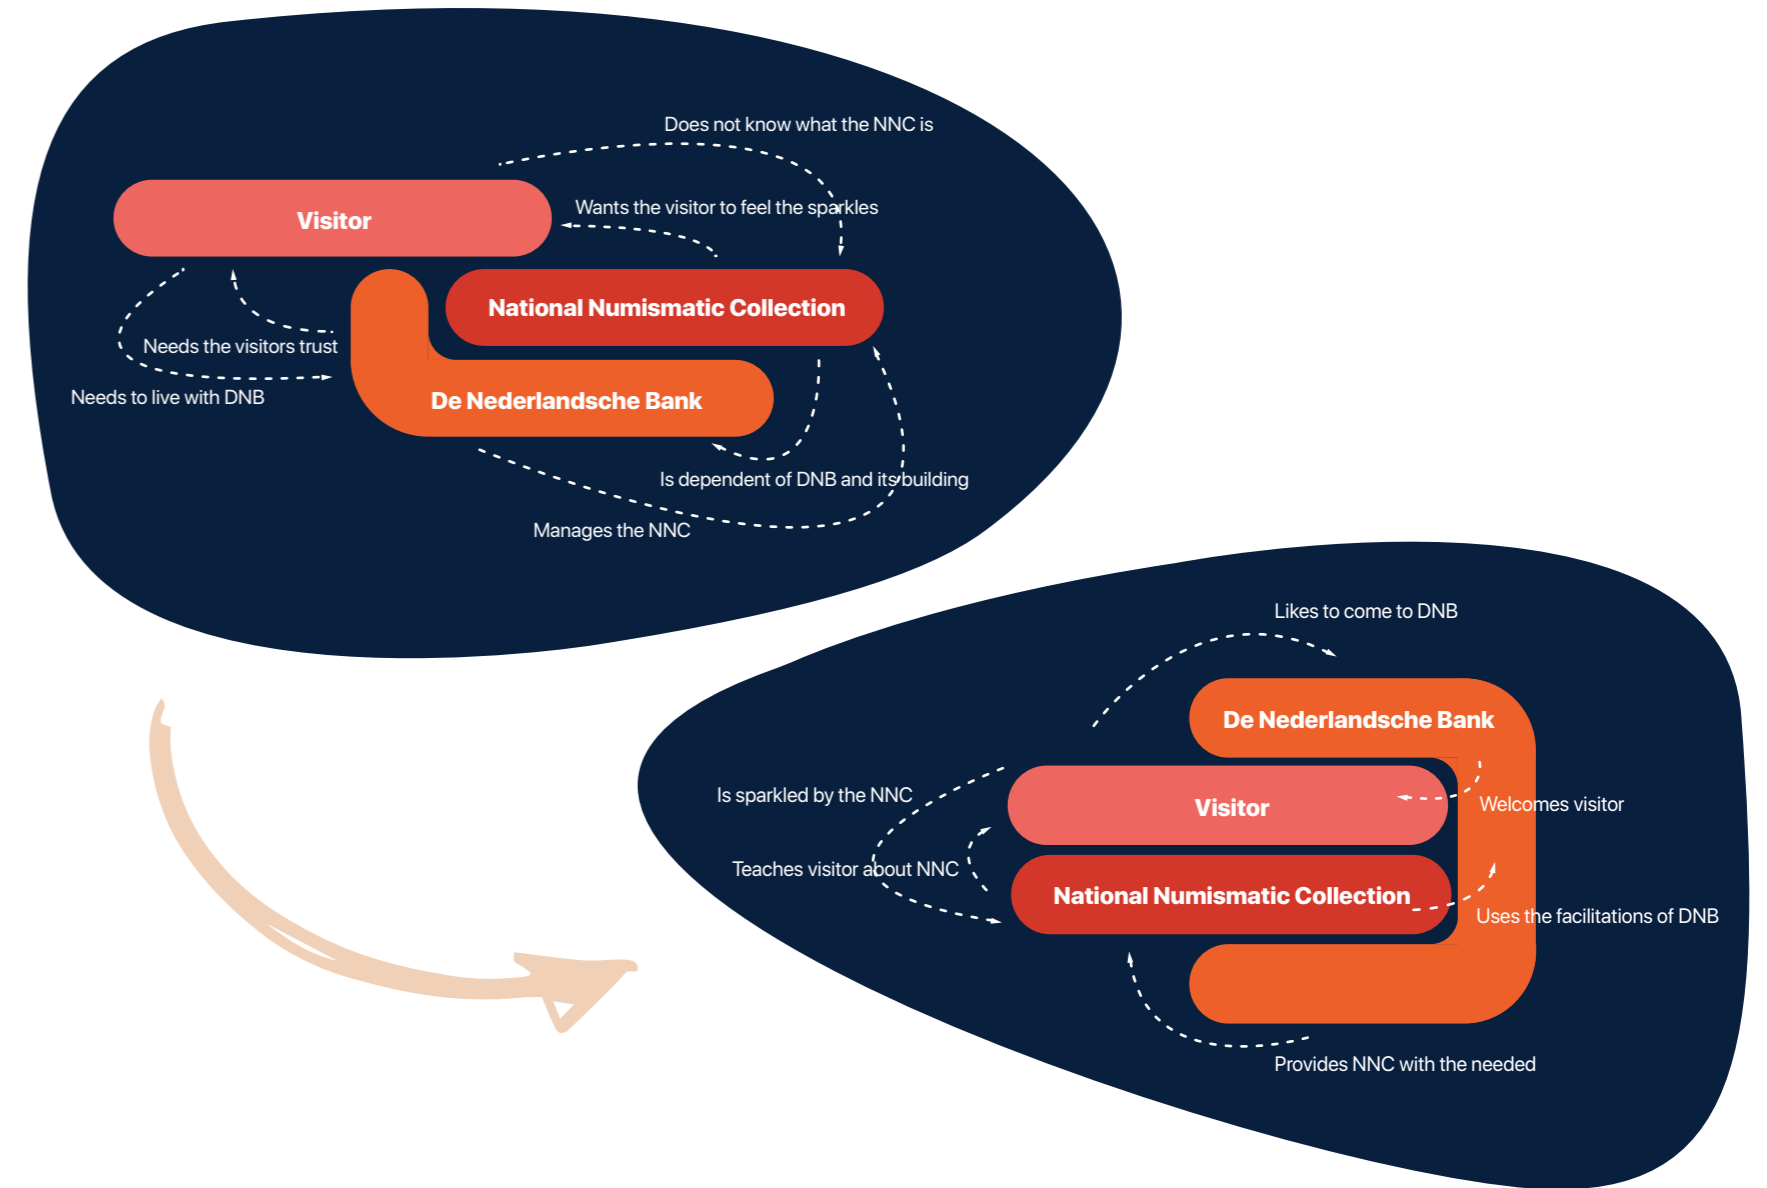 Does not know what the NNC is
Visitor
Wants the visitor to feel the sparkles
National Numismatic Collection
Needs the visitors trust
Needs to live with DNB
De Nederlandsche Bank
Is dependent of DNB and its building
Manages the NNC
Likes to come to DNB
De Nederlandsche Bank
Is sparkled by the NNC
Visitor
Welcomes visitor
Teaches visitor about NNC
National Numismatic Collection
Uses the facilitations of DNB
Provides NNC with the needed